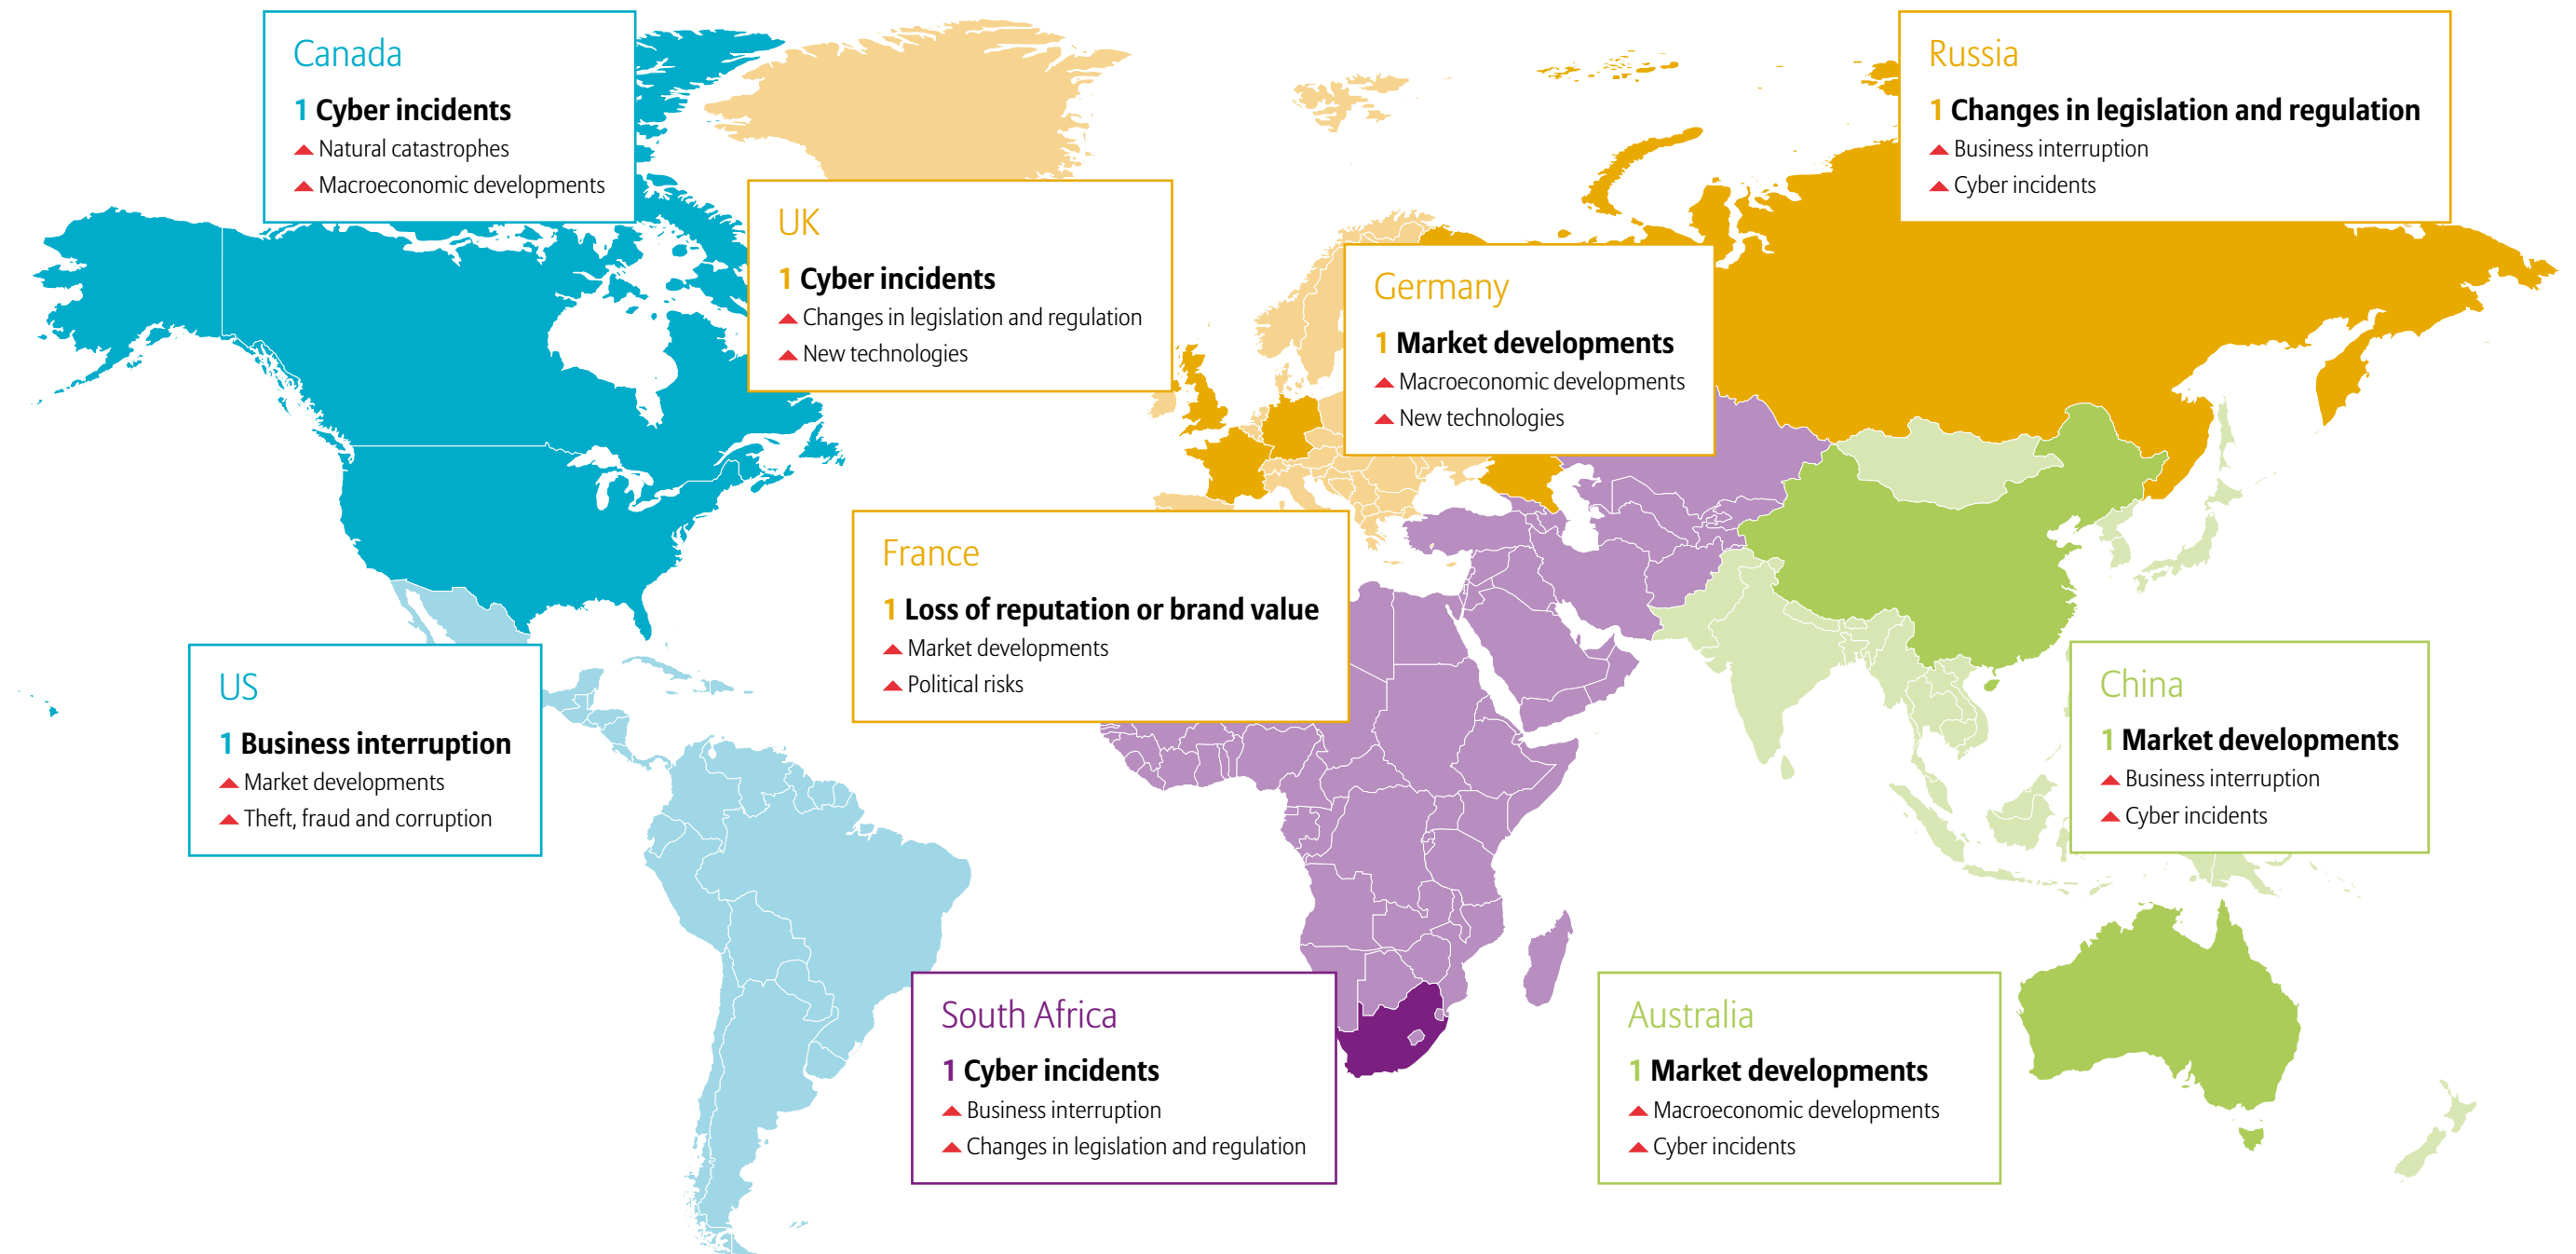 Canada
1 Cyber incidents
Natural catastrophes
Macroeconomic developments
UK
1 Cyber incidents
Changes in legislation and regulation
New technologies
Germany
1 Market developments
Macroeconomic developments
New technologies
Russia
1 Changes in legislation and regulation
Business interruption
Cyber incidents
France
1 Loss of reputation or brand value
Market developments
Political risks
US
1 Business interruption
Market developments
Theft, fraud and corruption
China
1 Market developments
Business interruption
Cyber incidents
South Africa
1 Cyber incidents
Business interruption
Changes in legislation and regulation
Australia
1 Market developments
Macroeconomic developments
Cyber incidents